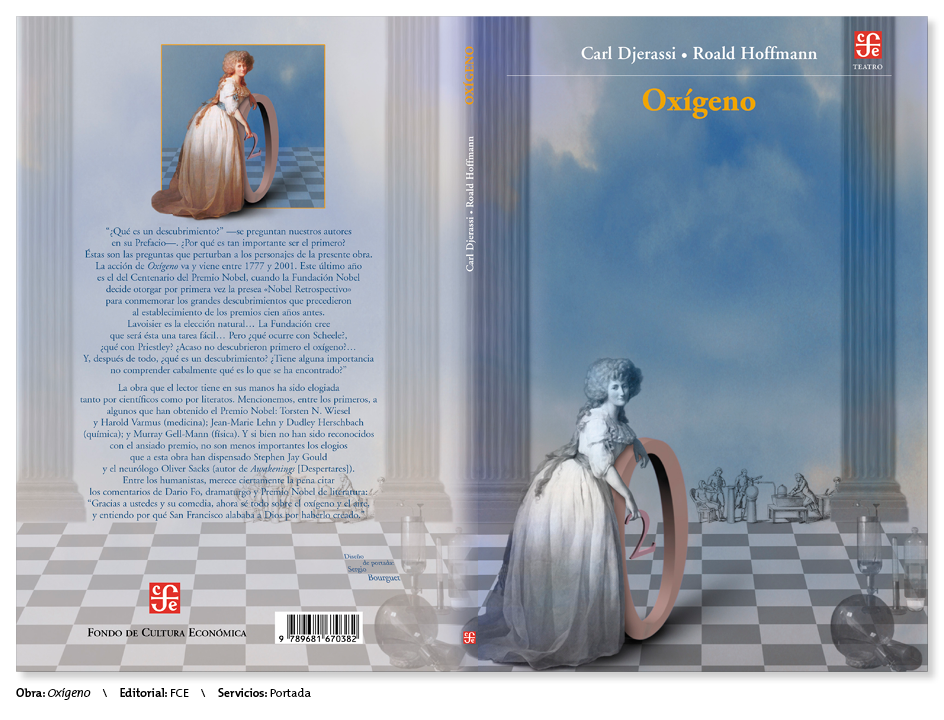 “¿Qué es un descubrimiento?” —se preguntan nuestros autores
en su Prefacio—. ¿Por qué es tan importante ser el primero?
Éstas son las preguntas que perturban a los personajes de la presente obra.
La acción de Oxígeno va y viene entre 1777 y 2001. Este último año
es el del Centenario del Premio Nobel, cuando la Fundación Nobel
decide otorgar por primera vez la presea «Nobel Retrospectivo»
para conmemorar los grandes descubrimientos que precedieron
al establecimiento de los premios cien años antes.
Lavoisier es la elección natural… La Fundación cree
que será ésta una tarea fácil… Pero ¿qué ocurre con Scheele?,
¿qué con Priestley? ¿Acaso no descubrieron primero el oxígeno?…
Y, después de todo, ¿qué es un descubrimiento? ¿Tiene alguna importancia
no comprender cabalmente qué es lo que se ha encontrado?”
La obra que el lector tiene en sus manos ha sido elogiada
tanto por científicos como por literatos. Mencionemos, entre los primeros, a
algunos que han obtenido el Premio Nobel: Torsten N. Wiesel
y Harold Varmus (medicina); Jean-Marie Lehn y Dudley Herschbach
(química); y Murray Gell-Mann (física). Y si bien no han sido reconocidos
con el ansiado premio, no son menos importantes los elogios
que a esta obra han dispensado Stephen Jay Gould
y el neurólogo Oliver Sacks (autor de Awakenings [Despertares]).
Entre los humanistas, merece ciertamente la pena citar
los comentarios de Dario Fo, dramaturgo y Premio Nobel de literatura:
“Gracias a ustedes y su comedia, ahora sé todo sobre el oxígeno y el aire,
y entiendo por qué San Francisco alababa a Dios por haberlo creado.”
Diseño
de portada:
Sergio
Bourguet
cfe
FONDO DE CULTURA ECONÓMICA
9 789681 670382
OXÍGENO
Carl Djerassi • Roald Hoffmann
cfe
Carl Djerassi • Roald Hoffmann
cfe
TEATRO
Oxígeno
2
2
Obra: Oxígeno \ Editorial: FCE \ Servicios: Portada